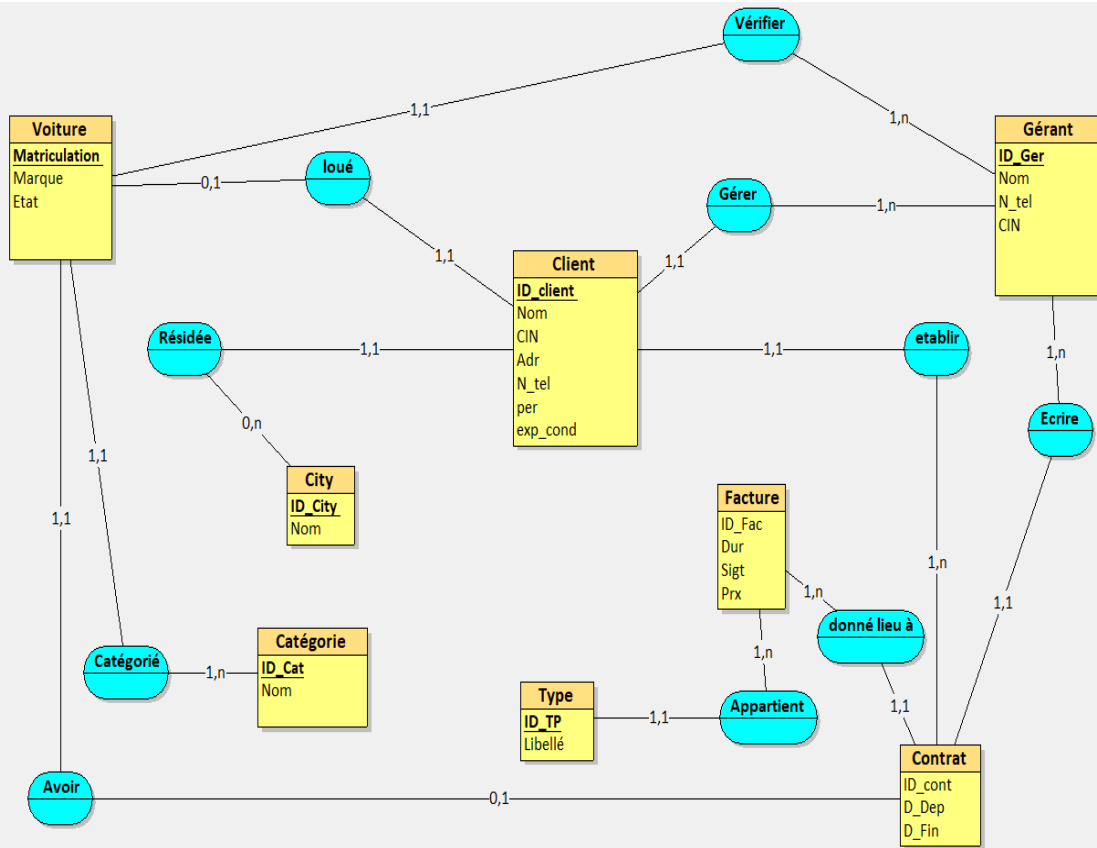 Vérifier
1,1
1,n
Voiture
Matriculation
Marque
Etat
Gérant
ID_Ger
Nom
N_tel
CIN
loué
0,1
1,1
Gérer
1,n
1,1
Client
ID_client
Nom
CIN
Adr
N_tel
per
exp_cond
Résidée
1,1
0,n
etablir
1,1
1,n
Ecrire
1,n
1,1
City
ID_City
Nom
Facture
ID_Fac
Dur
Sigt
Prx
1,n
donné lieu à
1,1
1,1
1,1
Catégorié
1,n
Catégorie
ID_Cat
Nom
1,n
Type
ID_TP
Libellé
1,1
Appartient
Contrat
ID_cont
D_Dep
D_Fin
Avoir
0,1